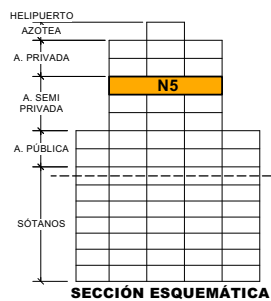 HELIPUERTO
AZOTEA
A. PRIVADA
N5
A. SEMI
PRIVADA
A. PÚBLICA
SÓTANOS
SECCIÓN ESQUEMÁTICA